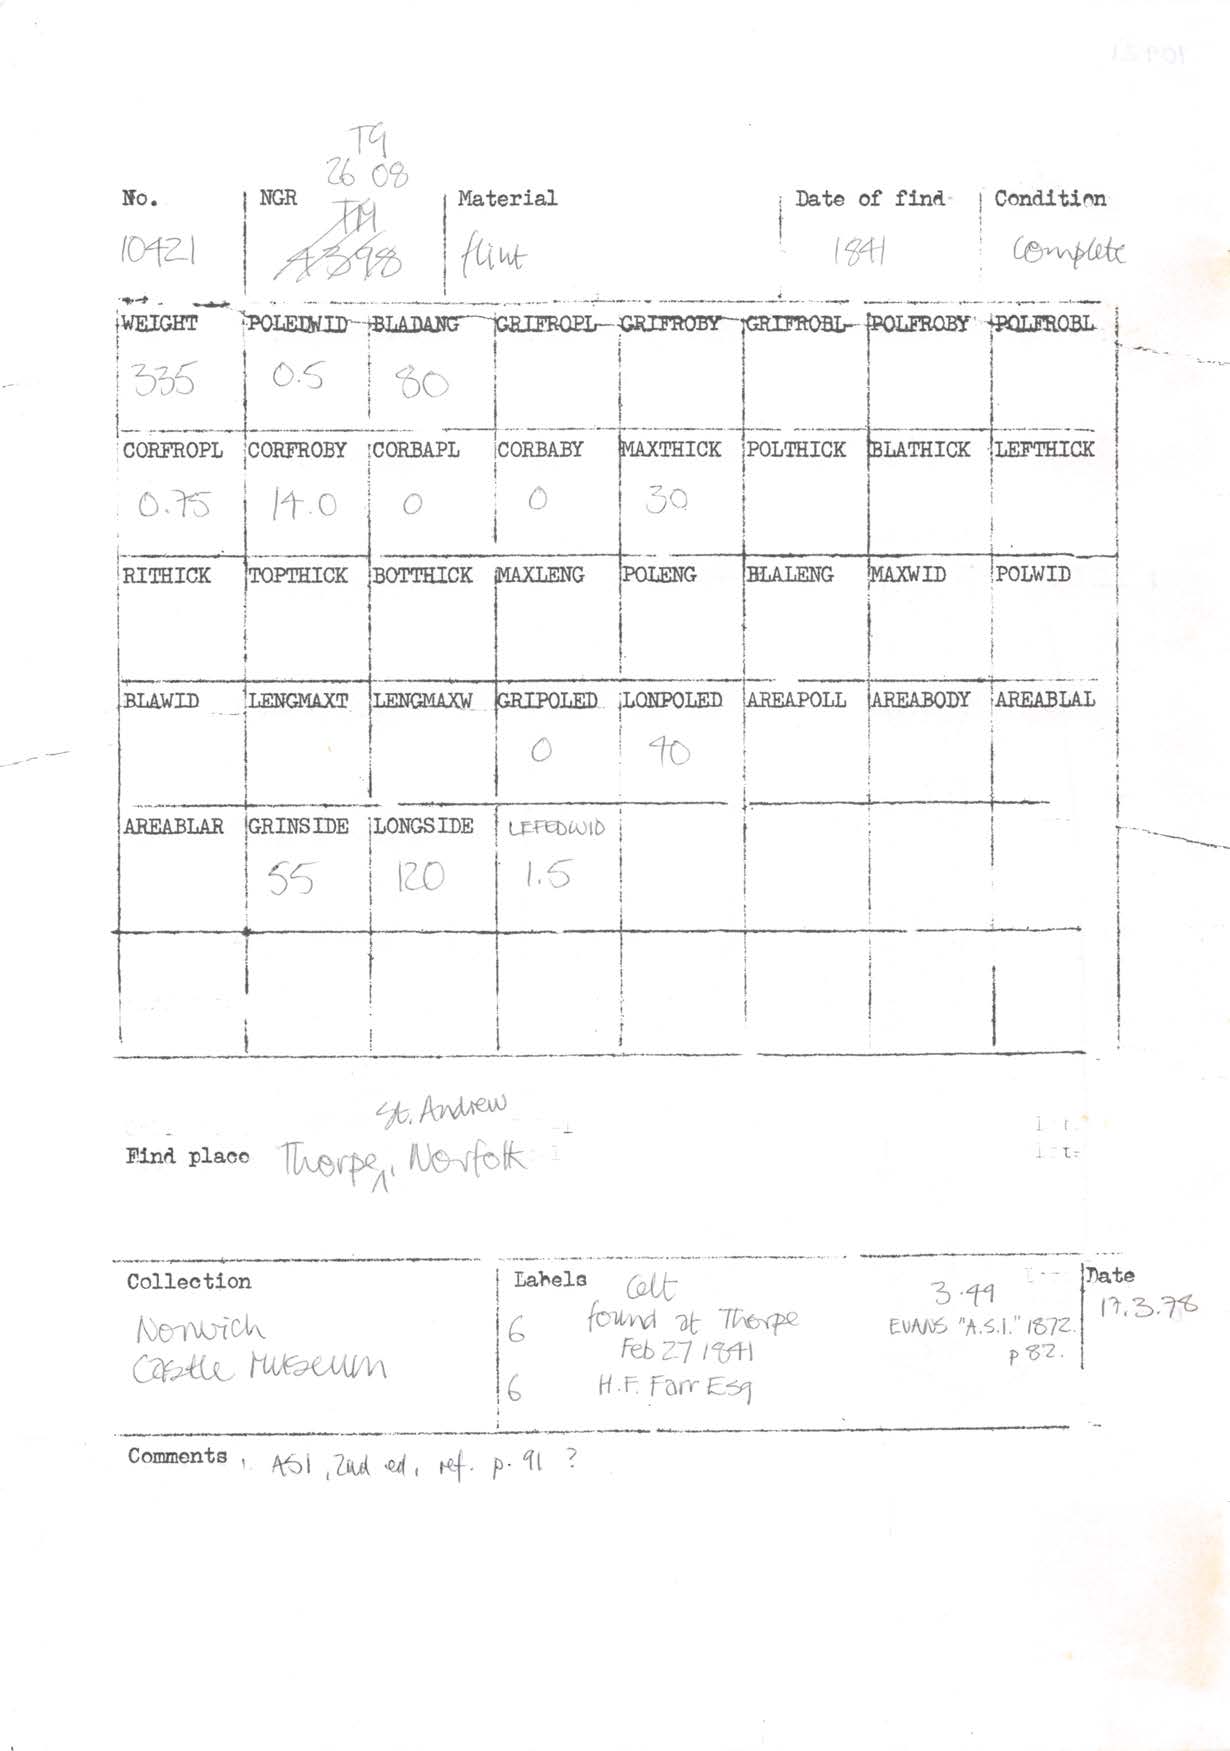 TG
26 08
No. NGR Material Date of find Condition
TM
10421 4398 flint 1841 complete
WEIGHT POLEDWID BLADANG GRIFROPL GRIFROBY GRIFROBL POLFROBY POLFROBL
335 0.5 80
CORFROPL CORFROBY CORBAPL CORBABY MAXTHICK POLTHICK BLATHICK LEFTHICK
0.75 14.0 0 0 30
RITHICK TOPTHICK BOTTHICK MAXLENG POLENG BLALENG MAXWID POLWID
BLAWID LENGMAXT LENGMAXW GRIPOLED LONPOLED AREAPOLL AREABODY AREABLAL
0 40
AREABLAR GRINSIDE LONGSIDE LEFEDWID
55 120 1.5
St. Andrew
Find place Thorpe, Norfolk
Collection Labels Celt 3.49 Date
Norwich 6 found at Thorpe EVANS "A.S.I." 1872. 17.3.78
Castle Museum Feb 27 1841 p 82.
6 H.F. Farr Esq
Comments ASI, 2nd ed, ref. p. 91 ?